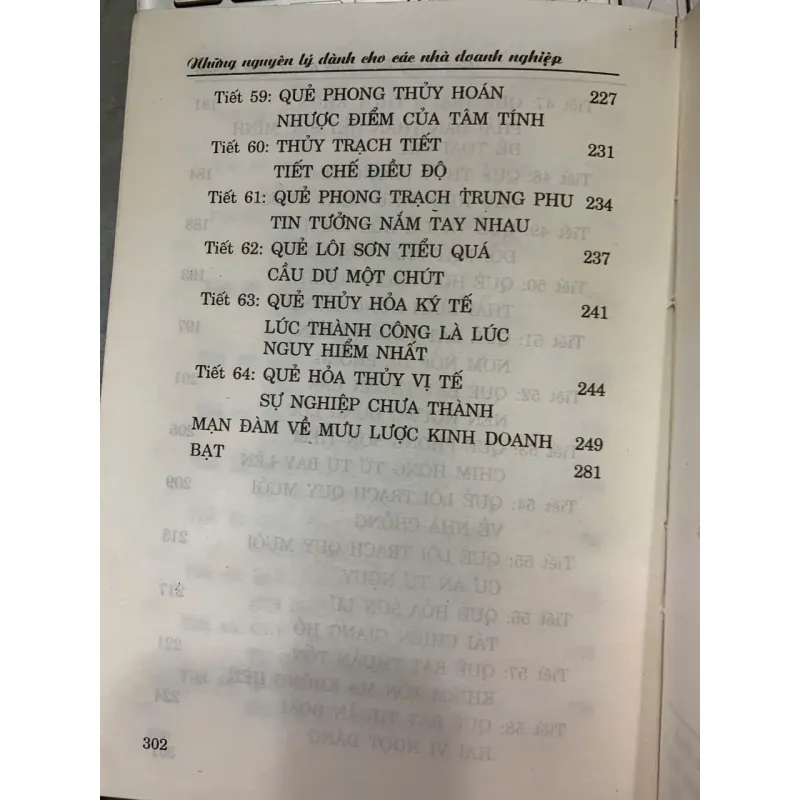 Những nguyên lý dành cho các nhà doanh nghiệp
Tiết 59: QUẺ PHONG THỦY HOÁN 227
NHƯỢC ĐIỂM CỦA TÂM TÍNH
Tiết 60: THỦY TRẠCH TIẾT 231
TIẾT CHẾ ĐIỀU ĐỘ
Tiết 61: QUẺ PHONG TRẠCH TRUNG PHU 234
TIN TƯỞNG NẮM TAY NHAU
Tiết 62: QUẺ LÔI SƠN TIỂU QUÁ 237
CẦU DƯ MỘT CHÚT
Tiết 63: QUẺ THỦY HỎA KÝ TẾ 241
LÚC THÀNH CÔNG LÀ LÚC
NGUY HIỂM NHẤT
Tiết 64: QUẺ HỎA THỦY VỊ TẾ 244
SỰ NGHIỆP CHƯA THÀNH
MẠN ĐÀM VỀ MƯU LƯỢC KINH DOANH 249
BẠT 281
302